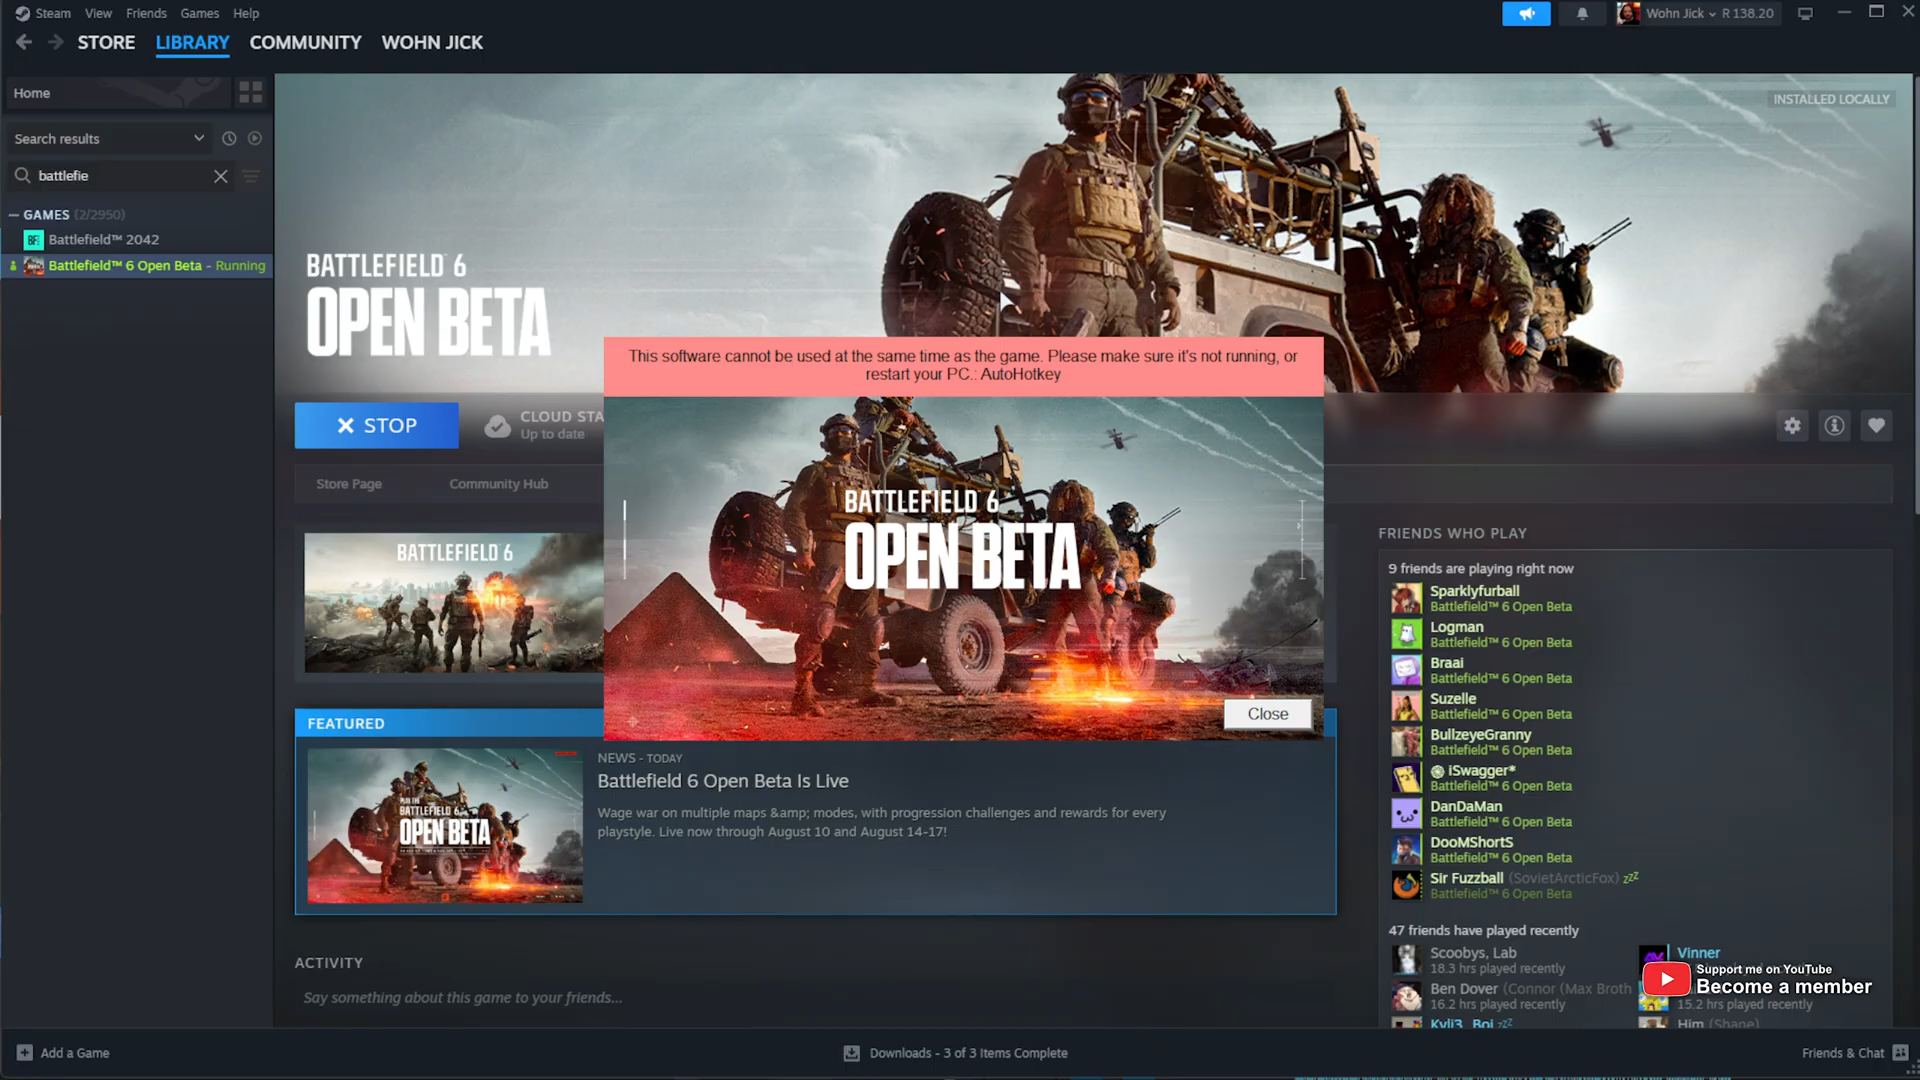 Steam View Friends Games Help
Wohn Jick R 138.20
STORE LIBRARY COMMUNITY WOHN JICK
Home
Search results
battlefie
GAMES (2/2950)
BF
Battlefield™ 2042
Battlefield™ 6 Open Beta - Running
INSTALLED LOCALLY
BATTLEFIELD 6
OPEN BETA
This software cannot be used at the same time as the game. Please make sure it's not running, or
restart your PC.: AutoHotkey
STOP
CLOUD STA
Up to date
Store Page Community Hub
BATTLEFIELD 6
BATTLEFIELD 6
OPEN BETA
Close
FEATURED
BATTLEFIELD 6
OPEN BETA
NEWS - TODAY
Battlefield 6 Open Beta Is Live
Wage war on multiple maps &amp; modes, with progression challenges and rewards for every
playstyle. Live now through August 10 and August 14-17!
ACTIVITY
Say something about this game to your friends...
FRIENDS WHO PLAY
9 friends are playing right now
Sparklyfurball
Battlefield™ 6 Open Beta
Logman
Battlefield™ 6 Open Beta
Braai
Battlefield™ 6 Open Beta
Suzelle
Battlefield™ 6 Open Beta
BullzeyeGranny
Battlefield™ 6 Open Beta
iSwagger*
Battlefield™ 6 Open Beta
DanDaMan
Battlefield™ 6 Open Beta
DooMShortS
Battlefield™ 6 Open Beta
Sir Fuzzball (SovietArcticFox) zzZ
Battlefield™ 6 Open Beta
47 friends have played recently
Scoobys, Lab
18.3 hrs played recently
Vinner
Ben Dover (Connor (Max Broth
16.2 hrs played recently
15.2 hrs played recently
Kyli3_Boi zzZ
Him (Shane)
Support me on YouTube
Become a member
Add a Game
Downloads - 3 of 3 Items Complete
Friends & Chat